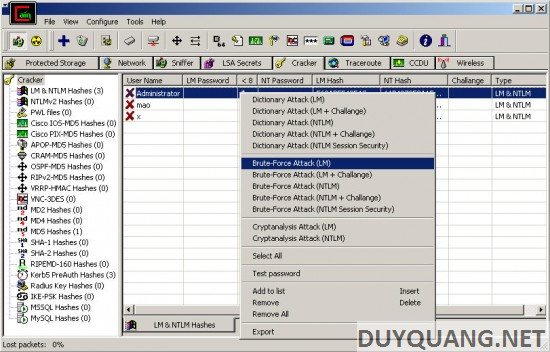 Cain
File View Configure Tools Help
Protected Storage Network Sniffer LSA Secrets Cracker Traceroute CCDU Wireless
Cracker
LM & NTLM Hashes (3)
NTLMv2 Hashes (0)
PWL files (0)
Cisco IOS-MD5 Hashes (0)
Cisco PIX-MD5 Hashes (0)
APOP-MD5 Hashes (0)
CRAM-MD5 Hashes (0)
OSPF-MD5 Hashes (0)
RIPv2-MD5 Hashes (0)
VRRP-HMAC Hashes (0)
VNC-3DES (0)
MD2 Hashes (0)
MD4 Hashes (0)
MD5 Hashes (1)
SHA-1 Hashes (0)
SHA-2 Hashes (0)
RIPEMD-160 Hashes (0)
Kerb5 PreAuth Hashes (3)
Radius Key Hashes (0)
IKE-PSK Hashes (0)
MSSQL Hashes (0)
MySQL Hashes (0)
User Name LM Password < 8 NT Password LM Hash NT Hash Challange Type
Administrator LM & NTLM
mao LM & NTLM
x LM & NTLM
Dictionary Attack (LM)
Dictionary Attack (LM + Challange)
Dictionary Attack (NTLM)
Dictionary Attack (NTLM + Challange)
Dictionary Attack (NTLM Session Security)
Brute-Force Attack (LM)
Brute-Force Attack (LM + Challange)
Brute-Force Attack (NTLM)
Brute-Force Attack (NTLM + Challange)
Brute-Force Attack (NTLM Session Security)
Cryptanalysis Attack (LM)
Cryptanalysis Attack (NTLM)
Select All
Test password
Add to list Insert
Remove Delete
Remove All
Export
LM & NTLM Hashes
Lost packets: 0%
DUYQUANG.NET